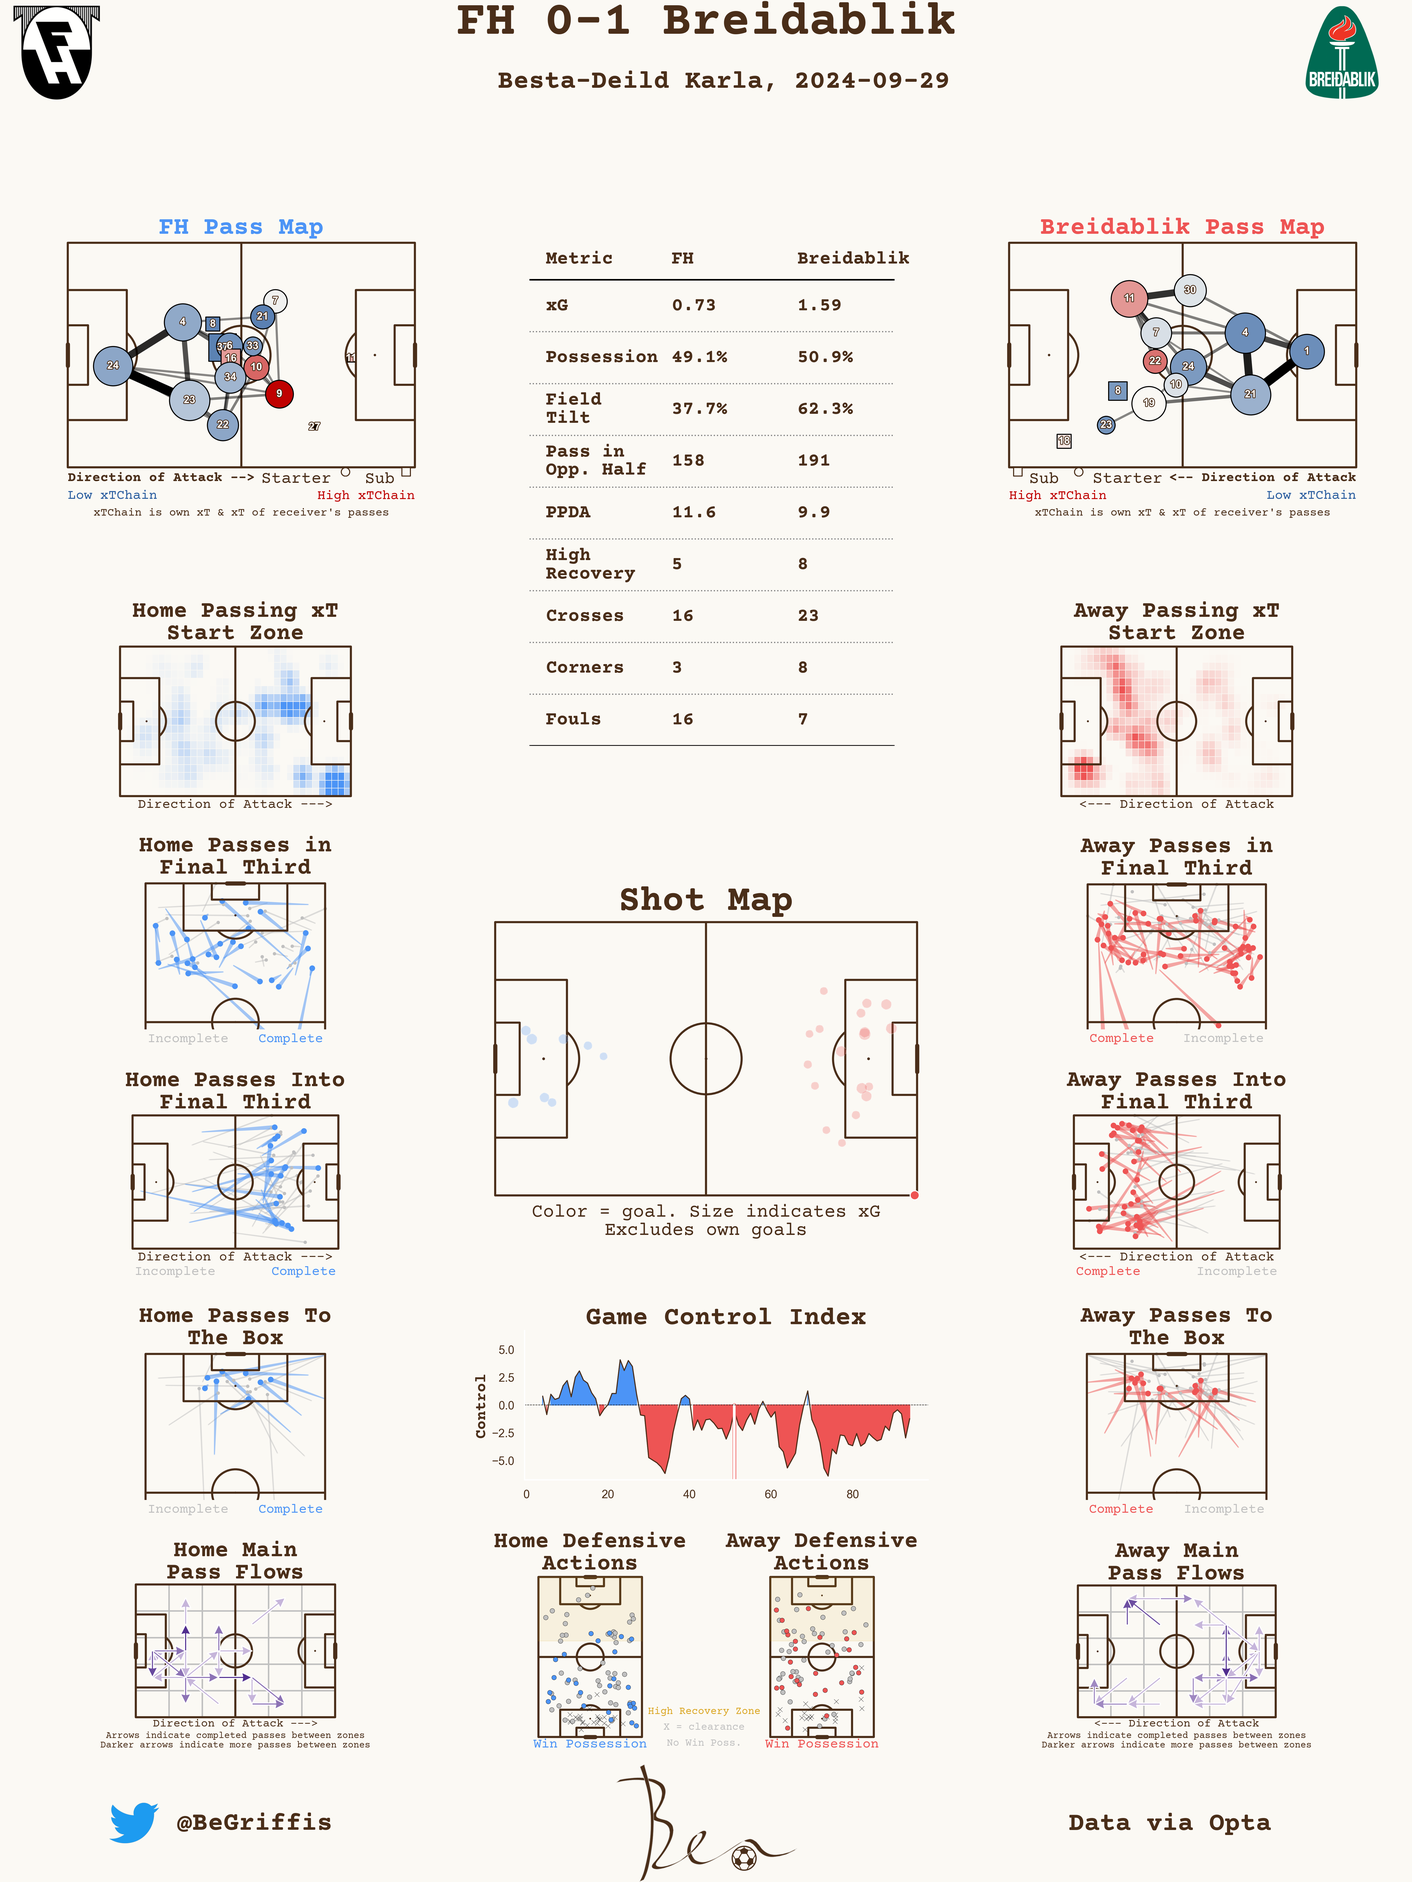 FH 0-1 Breidablik
Besta-Deild Karla, 2024-09-29
FH
BREIÐABLIK
FH Pass Map
7
21
4
8
37
6
33
16
11
24
10
34
23
9
22
27
Direction of Attack --> Starter Sub
Low xTChain High xTChain
xTChain is own xT & xT of receiver's passes
Metric FH Breidablik
xG 0.73 1.59
Possession 49.1% 50.9%
Field
Tilt 37.7% 62.3%
Pass in
Opp. Half 158 191
PPDA 11.6 9.9
High
Recovery 5 8
Crosses 16 23
Corners 3 8
Fouls 16 7
Breidablik Pass Map
11
30
7
4
1
22
24
10
8
21
19
23
18
Sub Starter <-- Direction of Attack
High xTChain Low xTChain
xTChain is own xT & xT of receiver's passes
Home Passing xT
Start Zone
Direction of Attack --->
Away Passing xT
Start Zone
<--- Direction of Attack
Home Passes in
Final Third
Incomplete Complete
Away Passes in
Final Third
Complete Incomplete
Shot Map
Color = goal. Size indicates xG
Excludes own goals
Home Passes Into
Final Third
Direction of Attack --->
Incomplete Complete
Away Passes Into
Final Third
<--- Direction of Attack
Complete Incomplete
Home Passes To
The Box
Incomplete Complete
Game Control Index
Control
5.0
2.5
0.0
−2.5
−5.0
0 20 40 60 80
Away Passes To
The Box
Complete Incomplete
Home Main
Pass Flows
Direction of Attack --->
Arrows indicate completed passes between zones
Darker arrows indicate more passes between zones
Home Defensive
Actions
Win Possession
Away Defensive
Actions
Win Possession
High Recovery Zone
X = clearance
No Win Poss.
Away Main
Pass Flows
<--- Direction of Attack
Arrows indicate completed passes between zones
Darker arrows indicate more passes between zones
@BeGriffis
Ben
Data via Opta